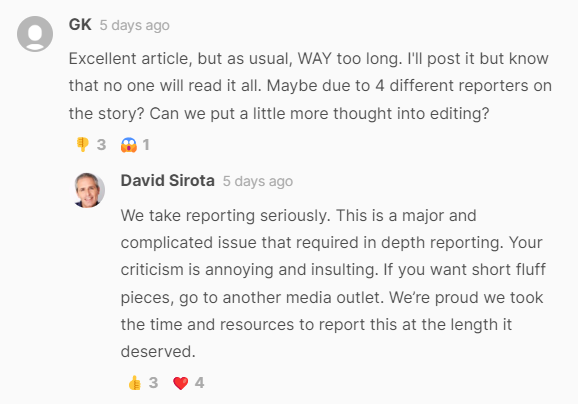 GK 5 days ago
Excellent article, but as usual, WAY too long. I'll post it but know
that no one will read it all. Maybe due to 4 different reporters on
the story? Can we put a little more thought into editing?
3 1
David Sirota 5 days ago
We take reporting seriously. This is a major and
complicated issue that required in depth reporting. Your
criticism is annoying and insulting. If you want short fluff
pieces, go to another media outlet. We’re proud we took
the time and resources to report this at the length it
deserved.
3 4